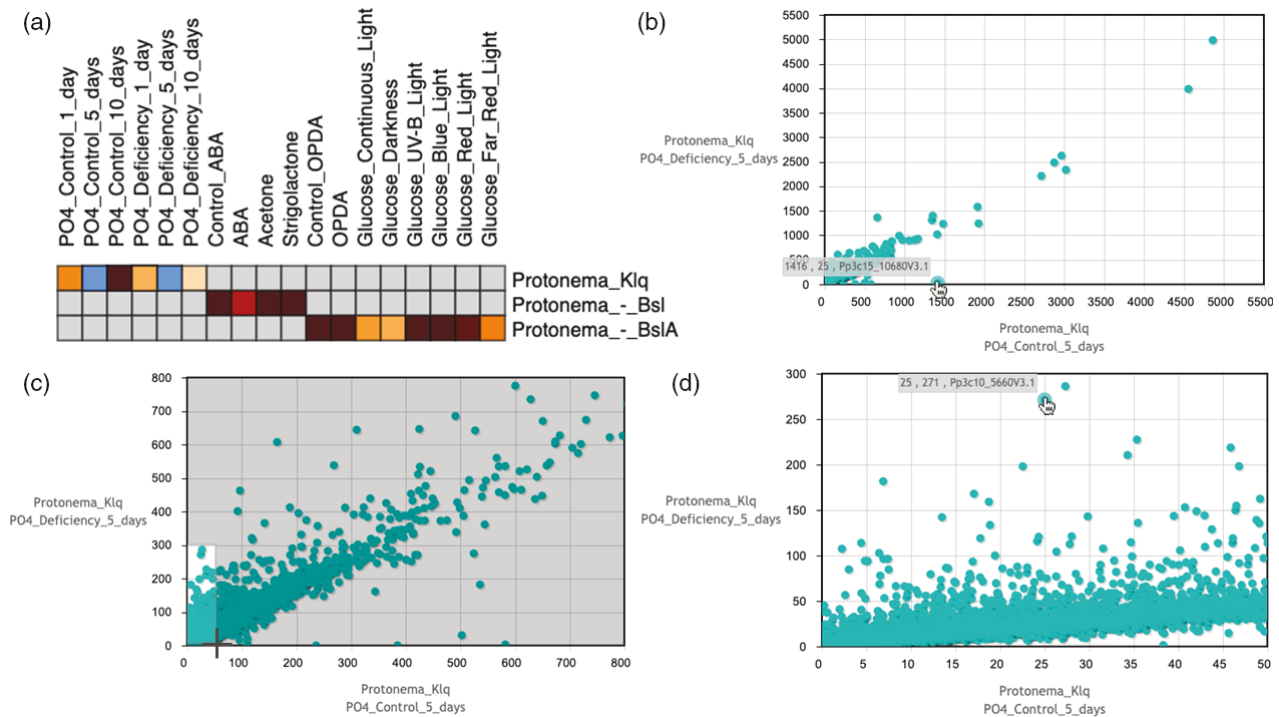 (a)
PO4_Control_1_day
PO4_Control_5_days
PO4_Control_10_days
PO4_Deficiency_1_day
PO4_Deficiency_5_days
PO4_Deficiency_10_days
Control_ABA
ABA
Acetone
Strigolactone
Control_OPDA
OPDA
Glucose_Continuous_Light
Glucose_Darkness
Glucose_UV-B_Light
Glucose_Blue_Light
Glucose_Red_Light
Glucose_Far_Red_Light
Protonema_Klq
Protonema_-_Bsl
Protonema_-_BslA
(b)
5500
5000
4500
4000
3500
3000
2500
2000
1500
1000
500
0
Protonema_Klq
PO4_Deficiency_5_days
1416 , 25 , Pp3c15_10680V3.1
0 500 1000 1500 2000 2500 3000 3500 4000 4500 5000 5500
Protonema_Klq
PO4_Control_5_days
(c)
800
700
600
500
400
300
200
100
0
Protonema_Klq
PO4_Deficiency_5_days
0 100 200 300 400 500 600 700 800
Protonema_Klq
PO4_Control_5_days
(d)
300
250
200
150
100
50
0
Protonema_Klq
PO4_Deficiency_5_days
25 , 271 , Pp3c10_5660V3.1
0 5 10 15 20 25 30 35 40 45 50
Protonema_Klq
PO4_Control_5_days